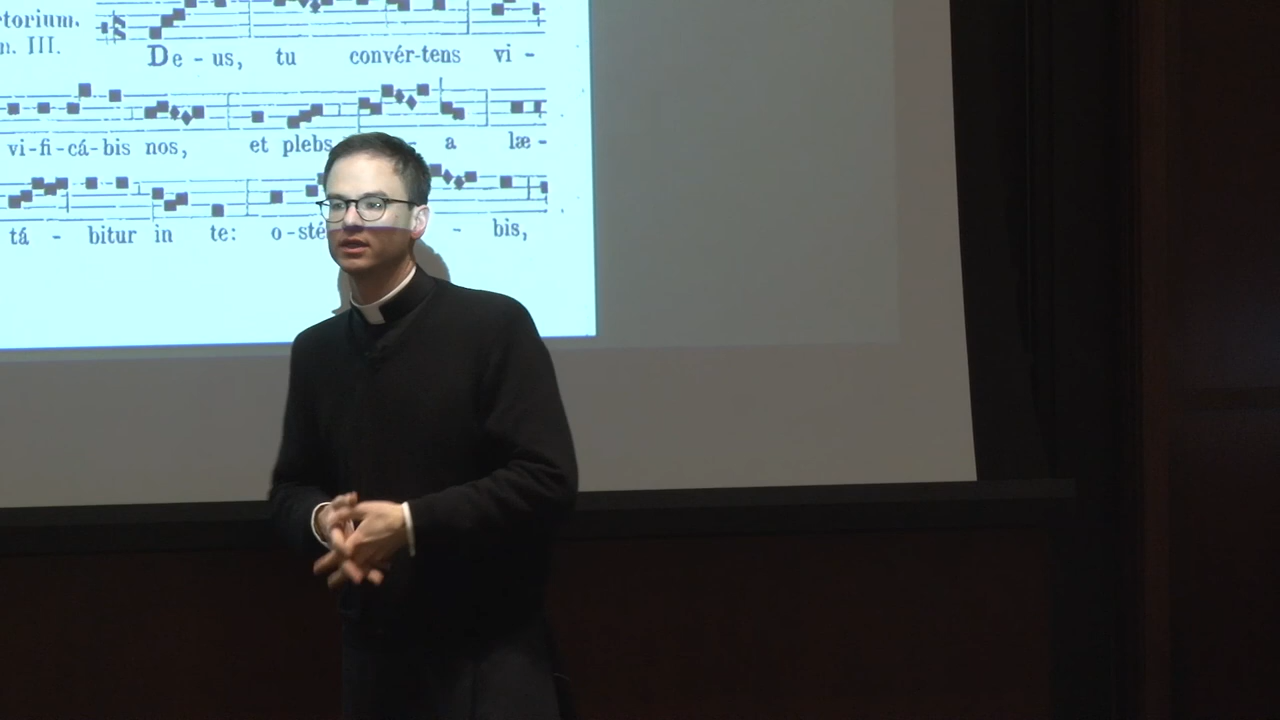 torium.
n. III.
De - us, tu convér-tens vi -
vi-fi-cá-bis nos, et plebs - a læ -
tá - bitur in te: o-sté - bis,